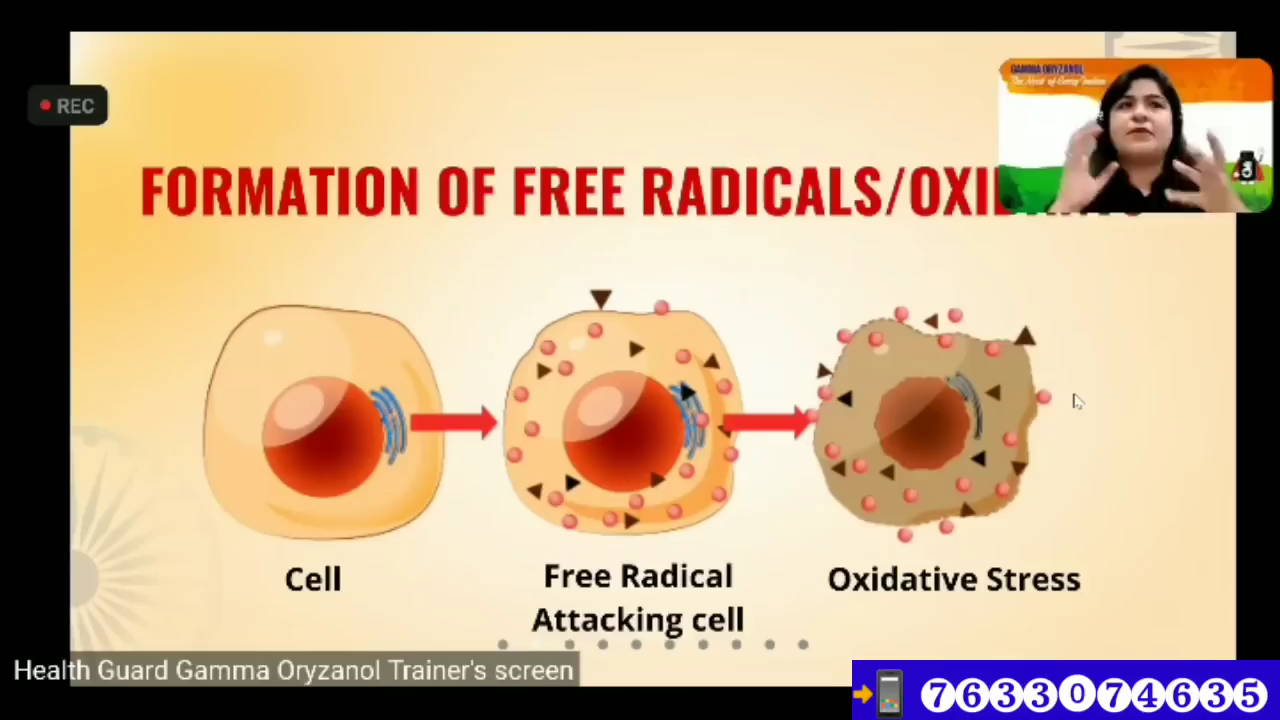 REC
GAMMA ORYZANOL
FORMATION OF FREE RADICALS/
Cell
Free Radical
Attacking cell
Oxidative Stress
Health Guard Gamma Oryzanol Trainer's screen
7633074635